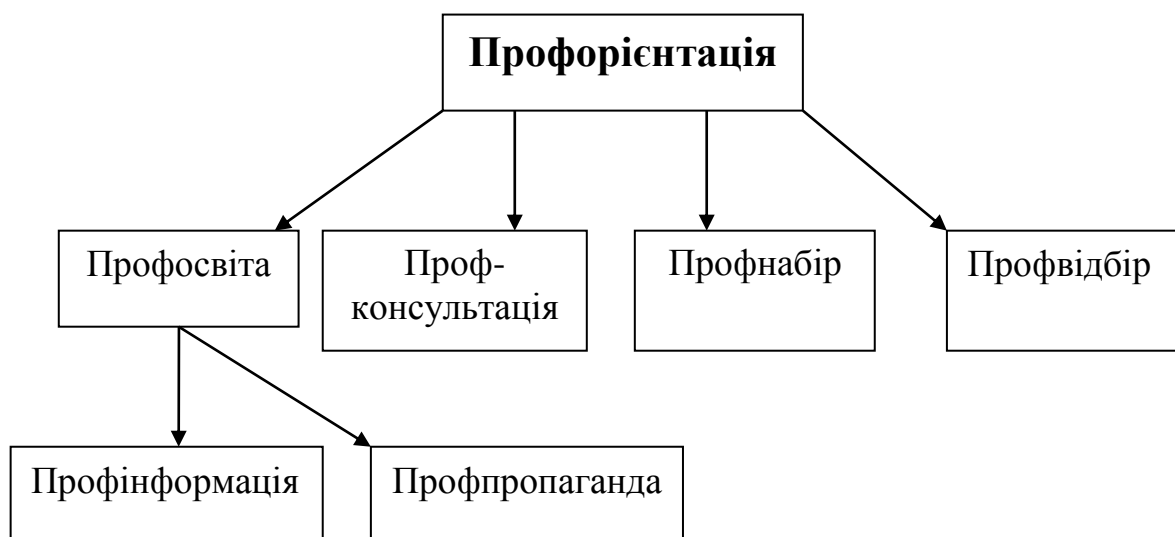 Профорієнтація
Профосвіта
Проф-
консультація
Профнабір
Профвідбір
Профінформація
Профпропаганда